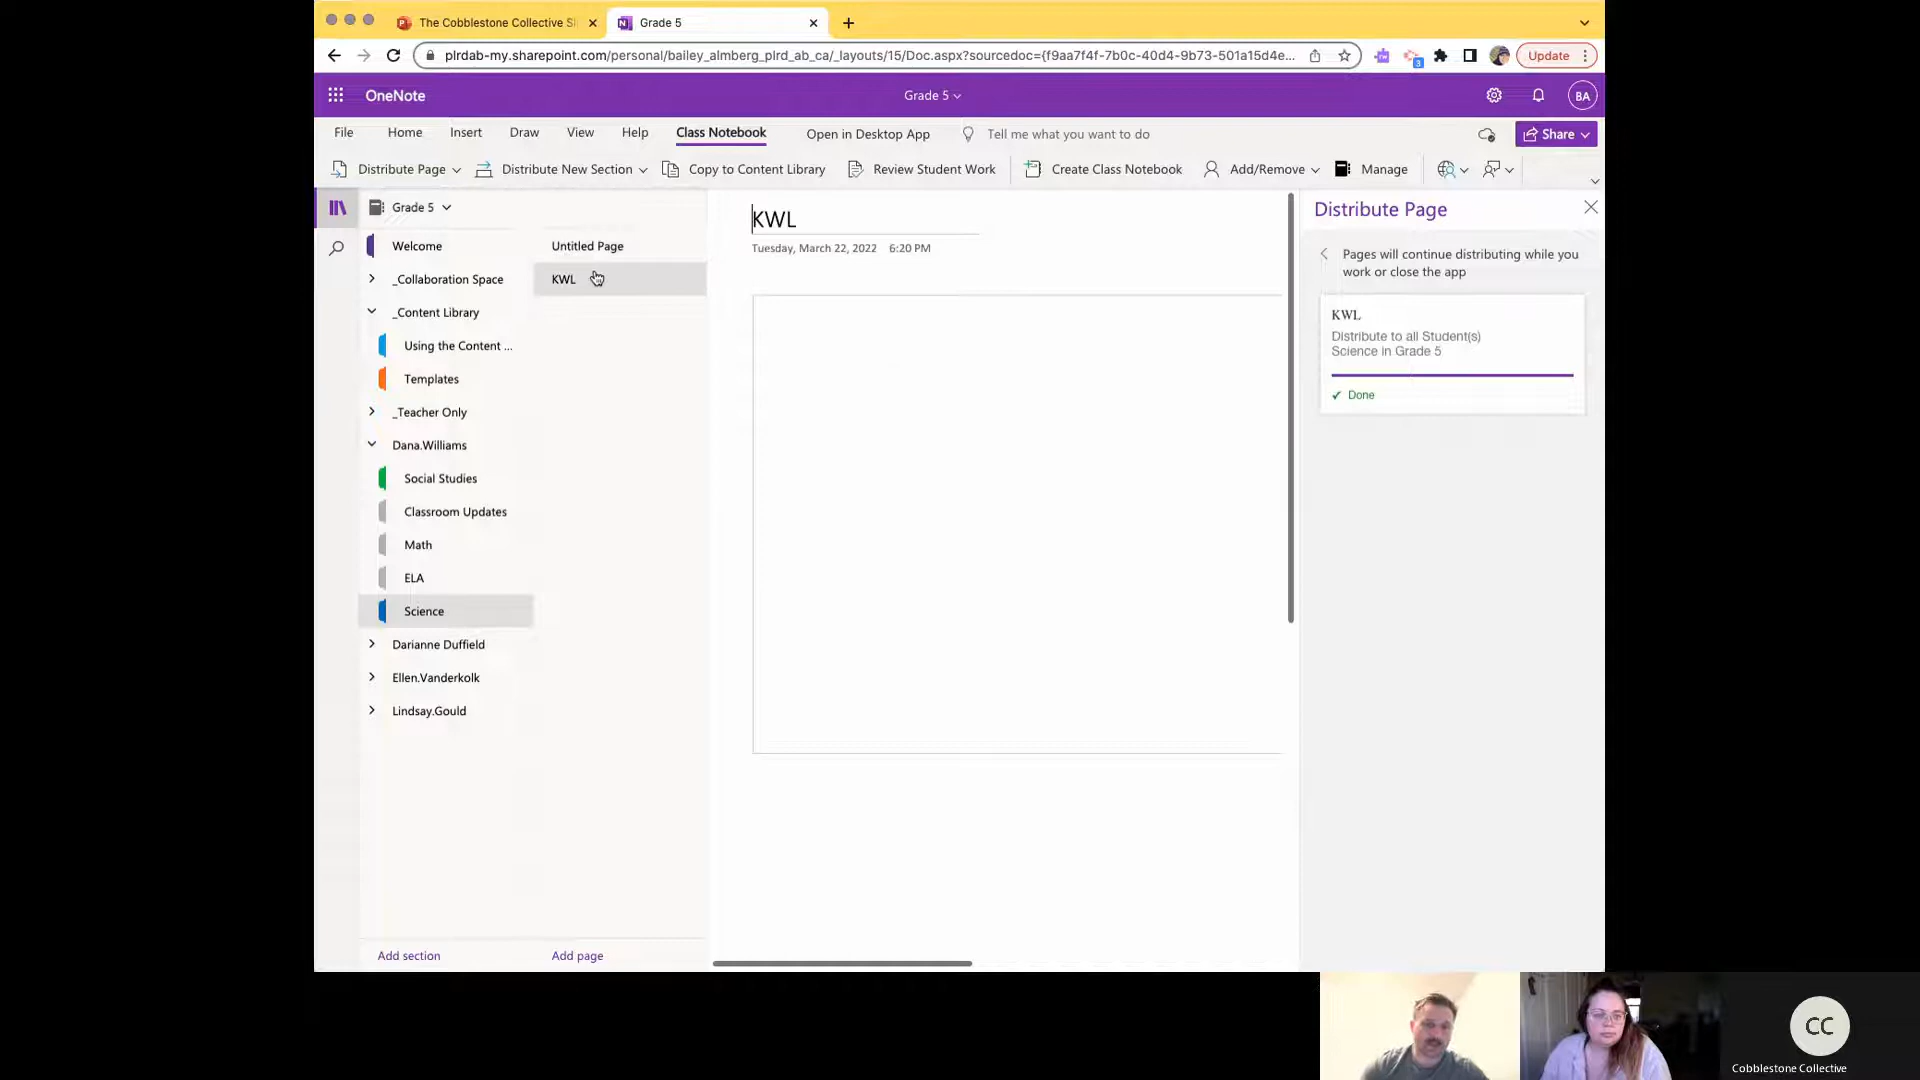 The Cobblestone Collective Sl
Grade 5
plrdab-my.sharepoint.com/personal/bailey_almberg_plrd_ab_ca/_layouts/15/Doc.aspx?sourcedoc={f9aa7f4f-7b0c-40d4-9b73-501a15d4e...
3
Update
OneNote
Grade 5
BA
File
Home
Insert
Draw
View
Help
Class Notebook
Open in Desktop App
Tell me what you want to do
Share
Distribute Page
Distribute New Section
Copy to Content Library
Review Student Work
Create Class Notebook
Add/Remove
Manage
Grade 5
Welcome
_Collaboration Space
_Content Library
Using the Content ...
Templates
_Teacher Only
Dana.Williams
Social Studies
Classroom Updates
Math
ELA
Science
Darianne Duffield
Ellen.Vanderkolk
Lindsay.Gould
Add section
Untitled Page
KWL
Add page
KWL
Tuesday, March 22, 2022 6:20 PM
Distribute Page
Pages will continue distributing while you
work or close the app
KWL
Distribute to all Student(s)
Science in Grade 5
Done
CC
Cobblestone Collective